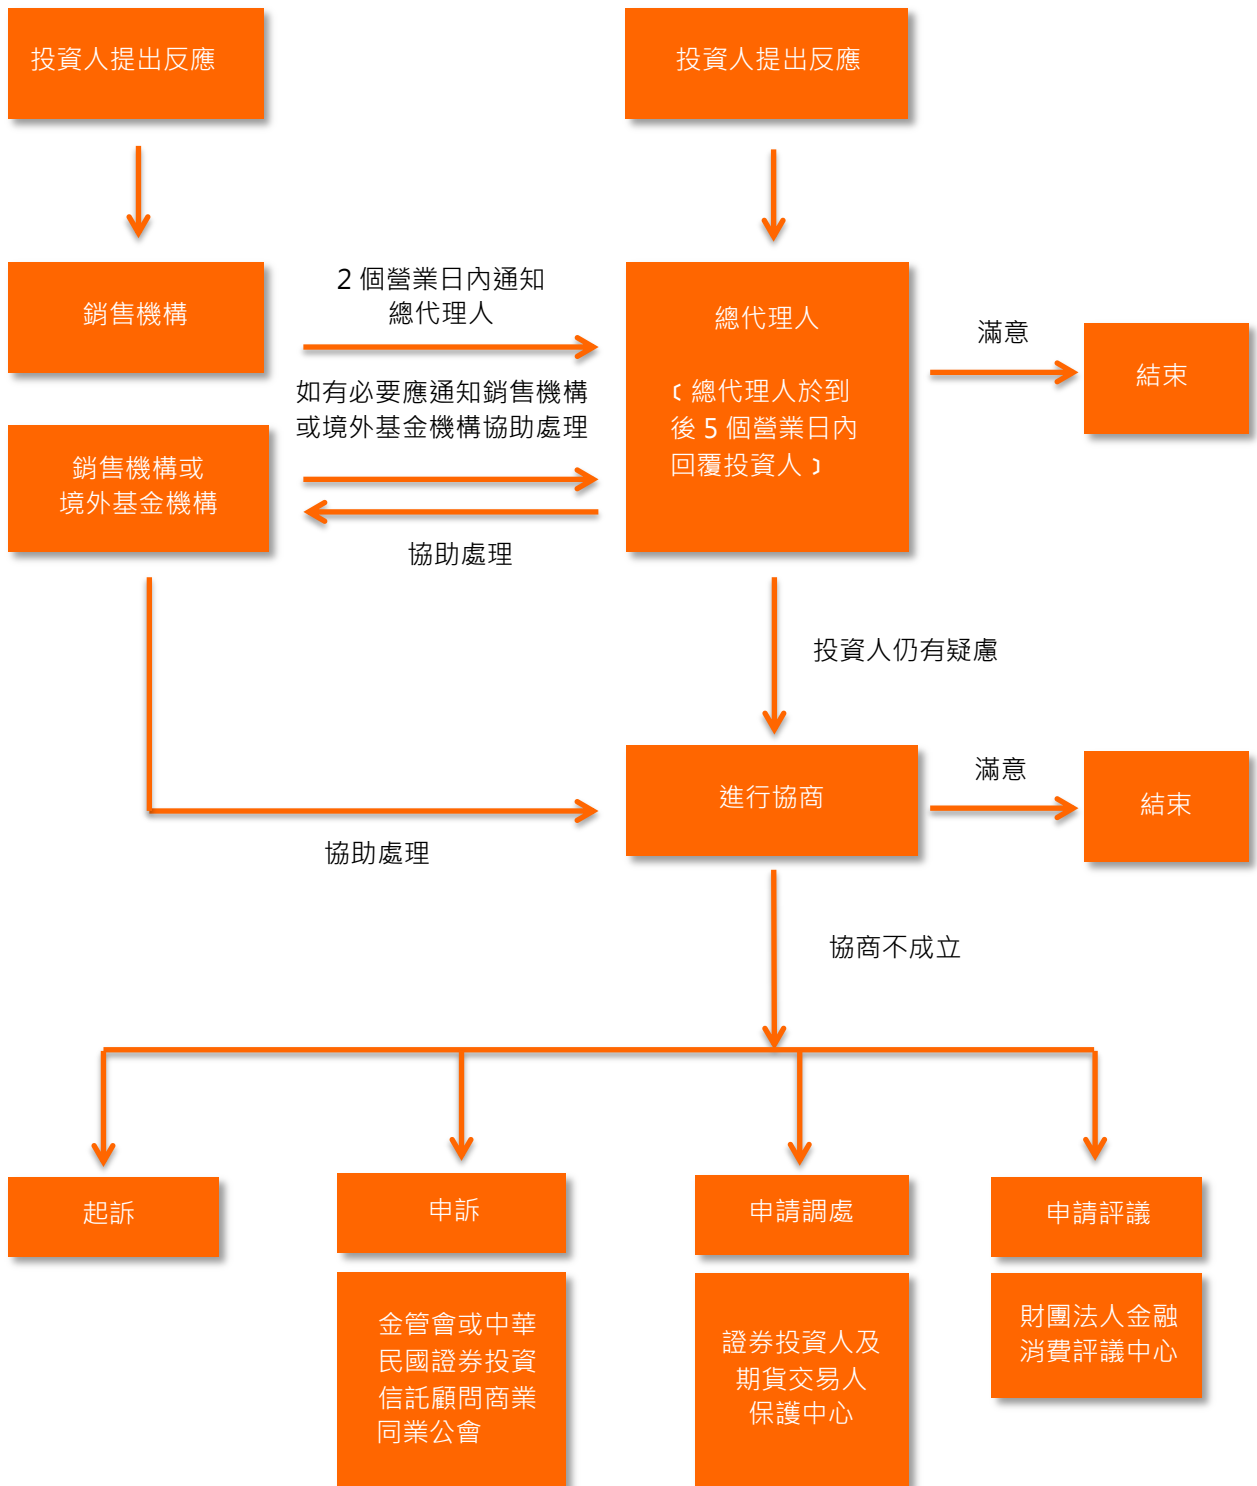 投資人提出反應
投資人提出反應
銷售機構
2 個營業日內通知
總代理人
總代理人
﹝總代理人於到
後 5 個營業日內
回覆投資人﹞
滿意
結束
如有必要應通知銷售機構
或境外基金機構協助處理
銷售機構或
境外基金機構
協助處理
投資人仍有疑慮
進行協商
滿意
結束
協助處理
協商不成立
起訴
申訴
申請調處
申請評議
金管會或中華
民國證券投資
信託顧問商業
同業公會
證券投資人及
期貨交易人
保護中心
財團法人金融
消費評議中心